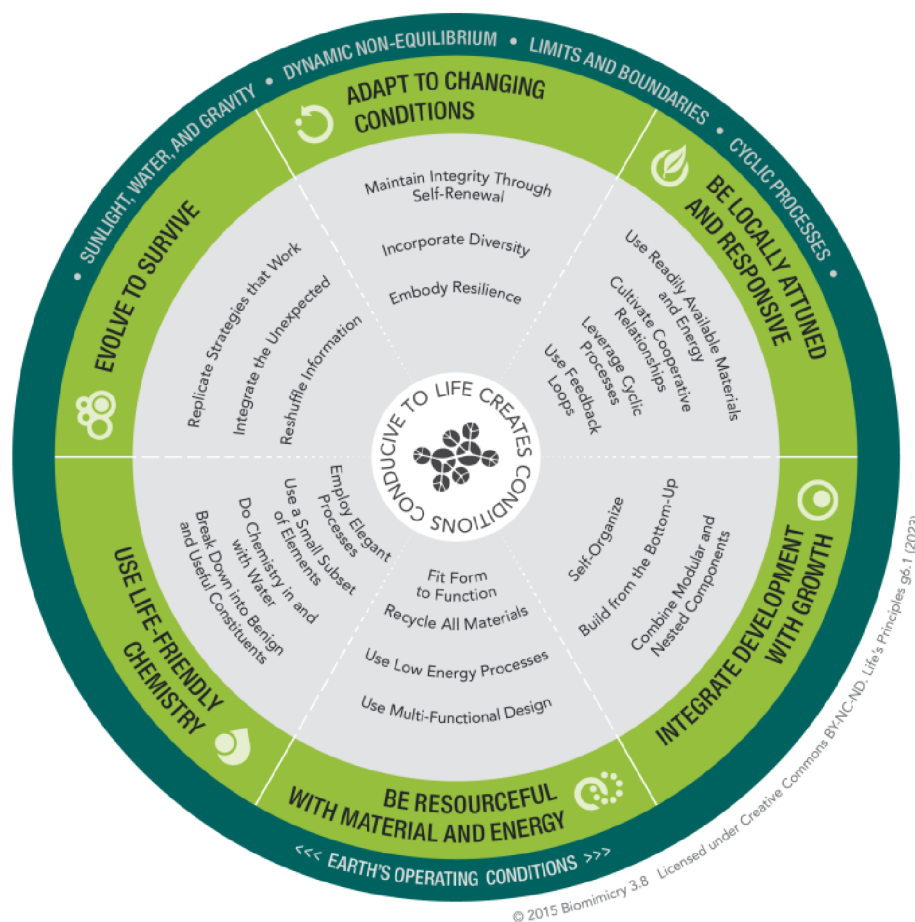 • SUNLIGHT, WATER, AND GRAVITY • DYNAMIC NON-EQUILIBRIUM • LIMITS AND BOUNDARIES • CYCLIC PROCESSES •
ADAPT TO CHANGING
CONDITIONS
Maintain Integrity Through
Self-Renewal
Incorporate Diversity
Embody Resilience
BE LOCALLY ATTUNED
AND RESPONSIVE
Use Readily Available Materials
and Energy
Cultivate Cooperative
Relationships
Leverage Cyclic
Processes
Use Feedback
Loops
INTEGRATE DEVELOPMENT
WITH GROWTH
Self-Organize
Build from the Bottom-Up
Combine Modular and
Nested Components
BE RESOURCEFUL
WITH MATERIAL AND ENERGY
Fit Form
to Function
Recycle All Materials
Use Low Energy Processes
Use Multi-Functional Design
USE LIFE-FRIENDLY
CHEMISTRY
Employ Elegant
Processes
Use a Small Subset
of Elements
Do Chemistry in and
with Water
Break Down into Benign
and Useful Constituents
EVOLVE TO SURVIVE
Replicate Strategies that Work
Integrate the Unexpected
Reshuffle Information
LIFE CREATES CONDITIONS CONDUCIVE TO
<<< EARTH'S OPERATING CONDITIONS >>>
© 2015 Biomimicry 3.8 Licensed under Creative Commons BY-NC-ND. Life's Principles g6.1 (2023)